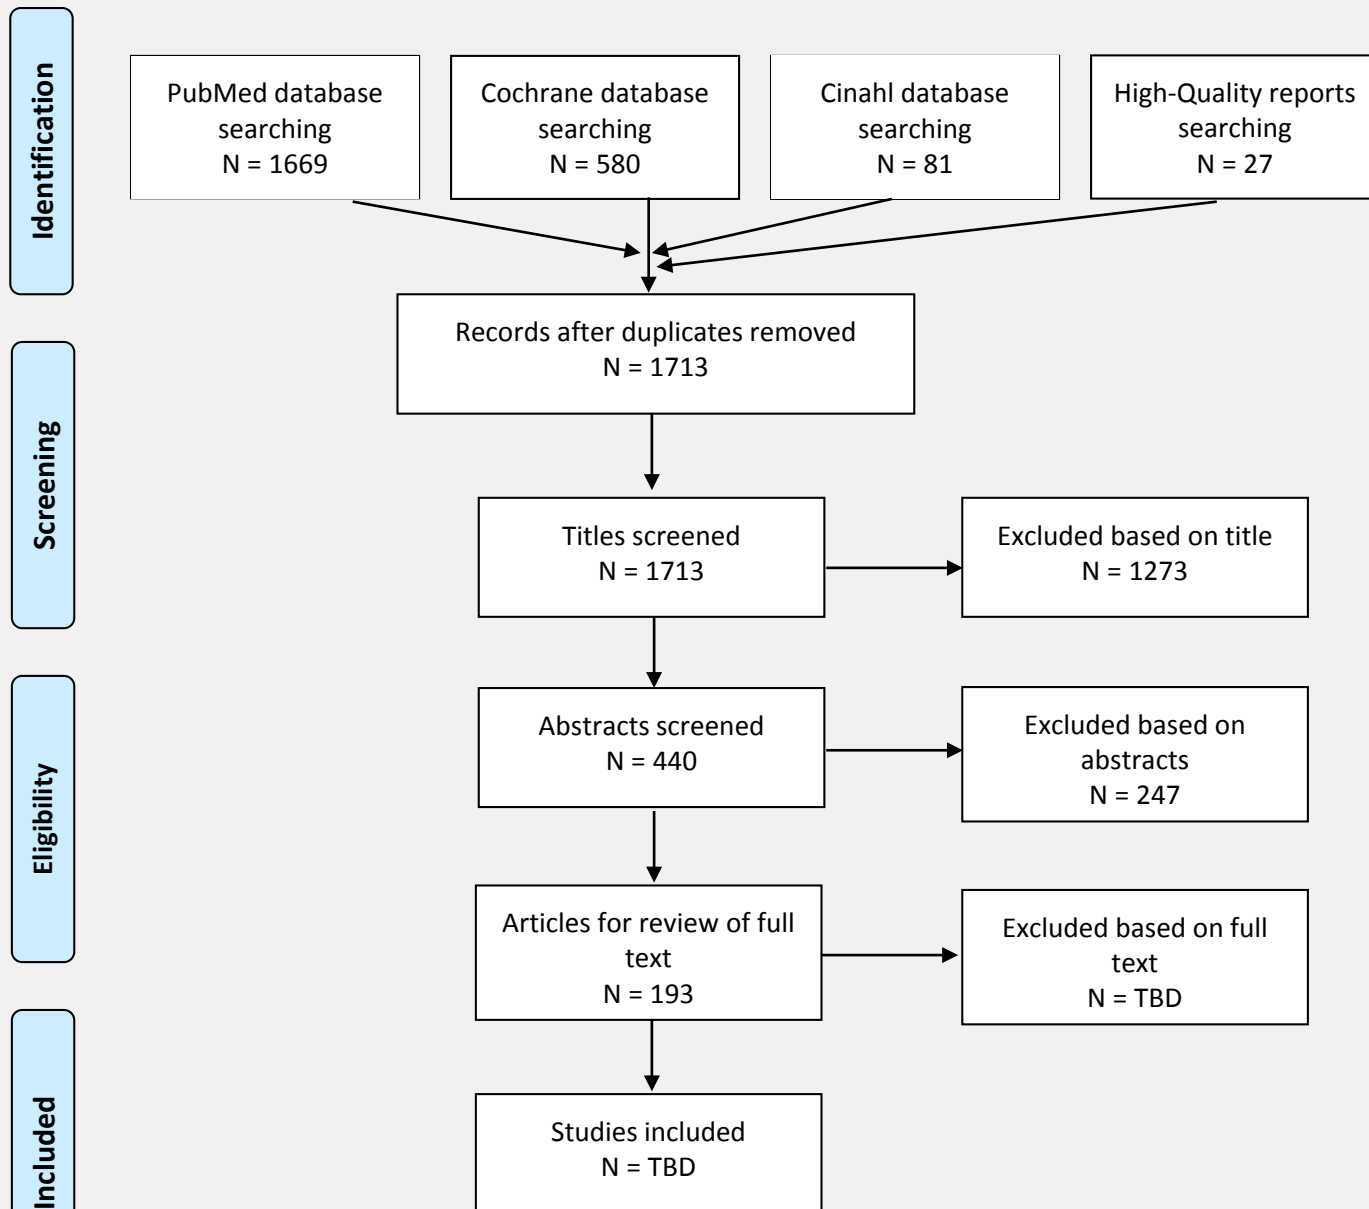 Identification
PubMed database
searching
N = 1669
Cochrane database
searching
N = 580
Cinahl database
searching
N = 81
High-Quality reports
searching
N = 27
Records after duplicates removed
N = 1713
Screening
Titles screened
N = 1713
Excluded based on title
N = 1273
Eligibility
Abstracts screened
N = 440
Excluded based on
abstracts
N = 247
Articles for review of full
text
N = 193
Excluded based on full
text
N = TBD
Included
Studies included
N = TBD